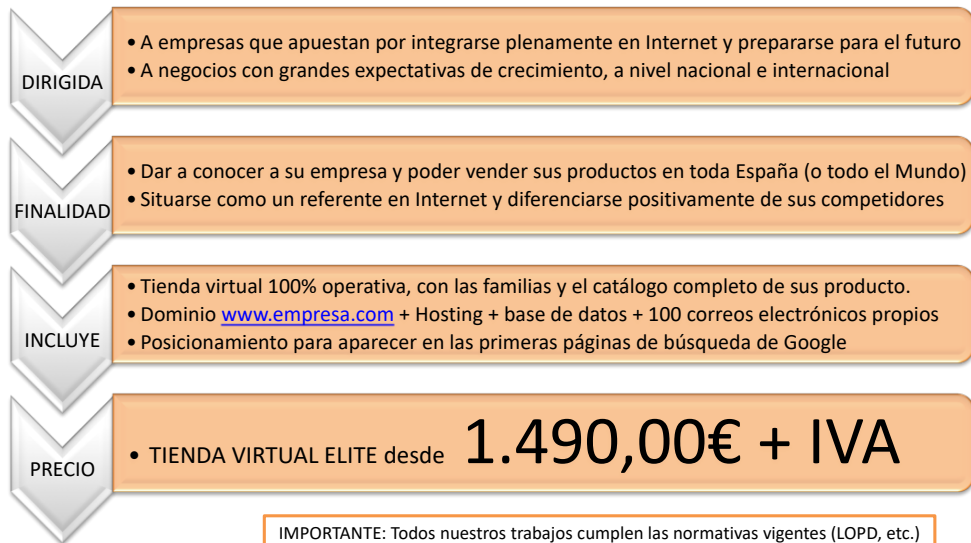 DIRIGIDA
• A empresas que apuestan por integrarse plenamente en Internet y prepararse para el futuro
• A negocios con grandes expectativas de crecimiento, a nivel nacional e internacional
FINALIDAD
• Dar a conocer a su empresa y poder vender sus productos en toda España (o todo el Mundo)
• Situarse como un referente en Internet y diferenciarse positivamente de sus competidores
INCLUYE
• Tienda virtual 100% operativa, con las familias y el catálogo completo de sus producto.
• Dominio www.empresa.com + Hosting + base de datos + 100 correos electrónicos propios
• Posicionamiento para aparecer en las primeras páginas de búsqueda de Google
PRECIO
• TIENDA VIRTUAL ELITE desde 1.490,00€ + IVA
IMPORTANTE: Todos nuestros trabajos cumplen las normativas vigentes (LOPD, etc.)